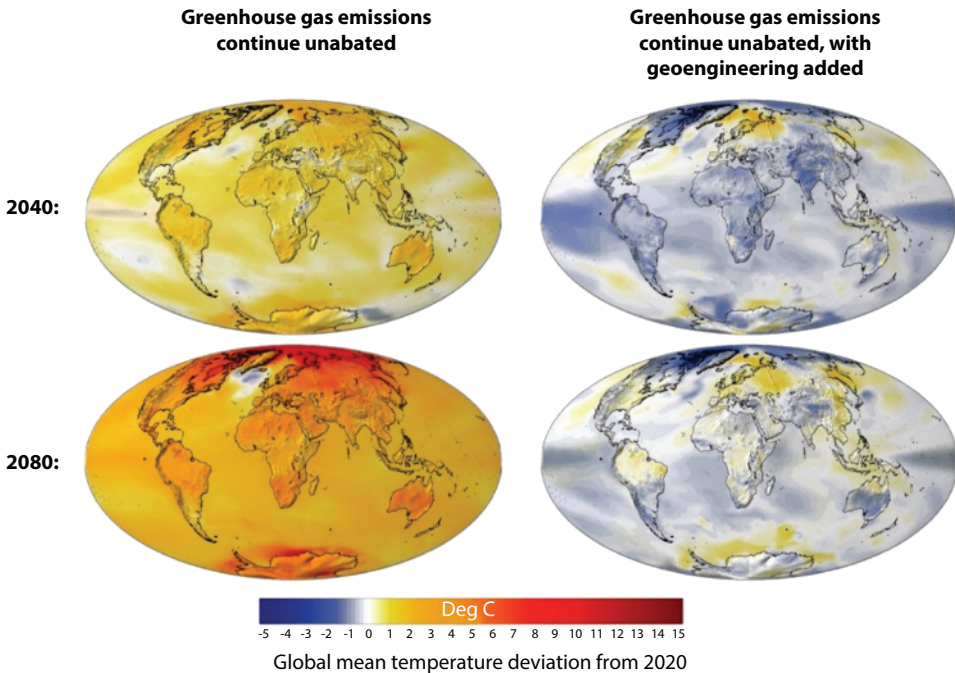 Greenhouse gas emissions
continue unabated
Greenhouse gas emissions
continue unabated, with
geoengineering added
2040:
2080:
Deg C
-5 -4 -3 -2 -1 0 1 2 3 4 5 6 7 8 9 10 11 12 13 14 15
Global mean temperature deviation from 2020